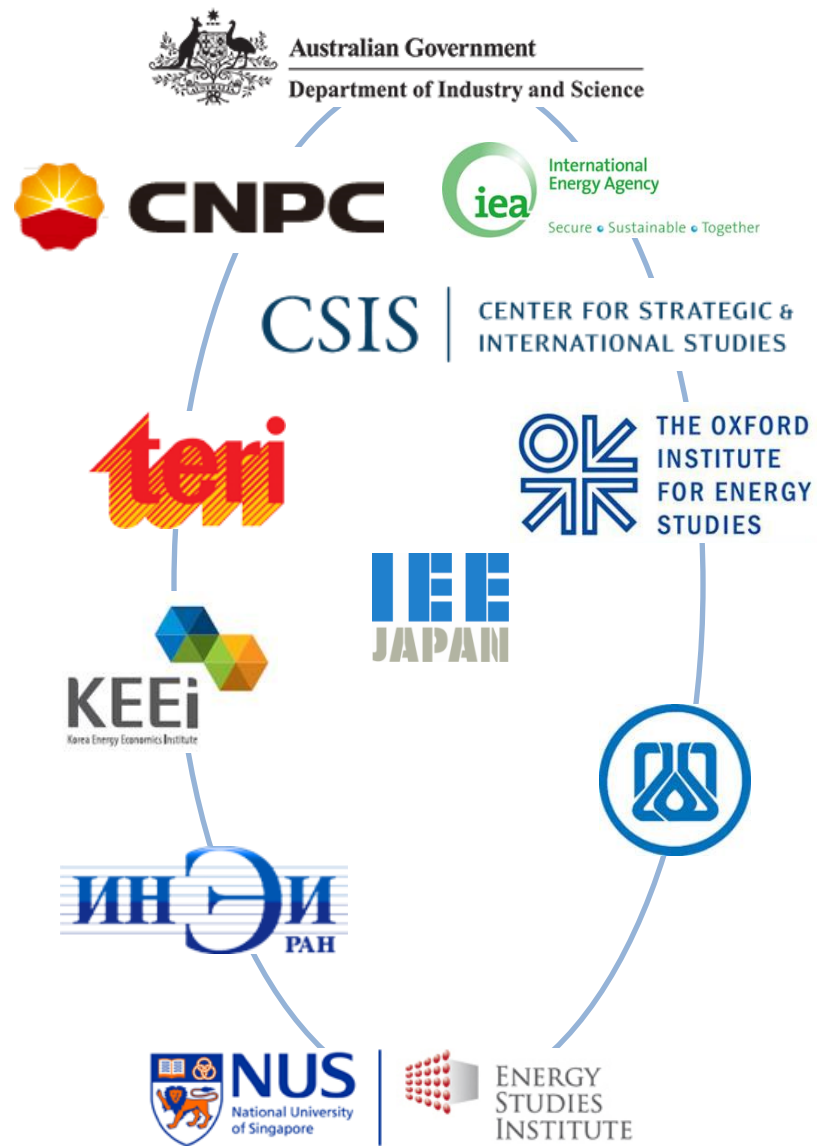 Australian Government
Department of Industry and Science
CNPC
iea
International
Energy Agency
Secure • Sustainable • Together
CSIS
CENTER FOR STRATEGIC &
INTERNATIONAL STUDIES
teri
THE OXFORD
INSTITUTE
FOR ENERGY
STUDIES
IEE
JAPAN
KEEi
Korea Energy Economics Institute
ИНЭИ
РАН
NUS
National University
of Singapore
ENERGY
STUDIES
INSTITUTE